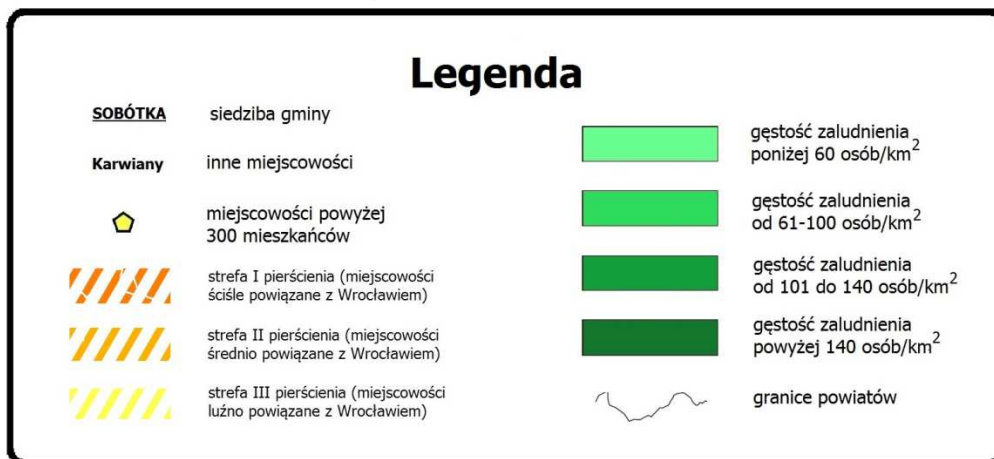 Legenda
SOBÓTKA siedziba gminy
Karwiany inne miejscowości
miejscowości powyżej
300 mieszkańców
strefa I pierścienia (miejscowości
ściśle powiązane z Wrocławiem)
strefa II pierścienia (miejscowości
średnio powiązane z Wrocławiem)
strefa III pierścienia (miejscowości
luźno powiązane z Wrocławiem)
gęstość zaludnienia
poniżej 60 osób/km²
gęstość zaludnienia
od 61-100 osób/km²
gęstość zaludnienia
od 101 do 140 osób/km²
gęstość zaludnienia
powyżej 140 osób/km²
granice powiatów